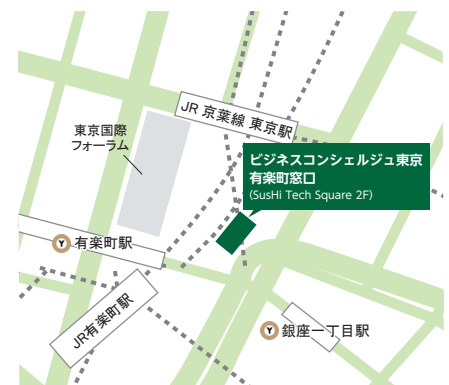 JR 京葉線 東京駅
東京国際
フォーラム
ビジネスコンシェルジュ東京
有楽町窓口
(SusHi Tech Square 2F)
Y 有楽町駅
JR有楽町駅
Y 銀座一丁目駅